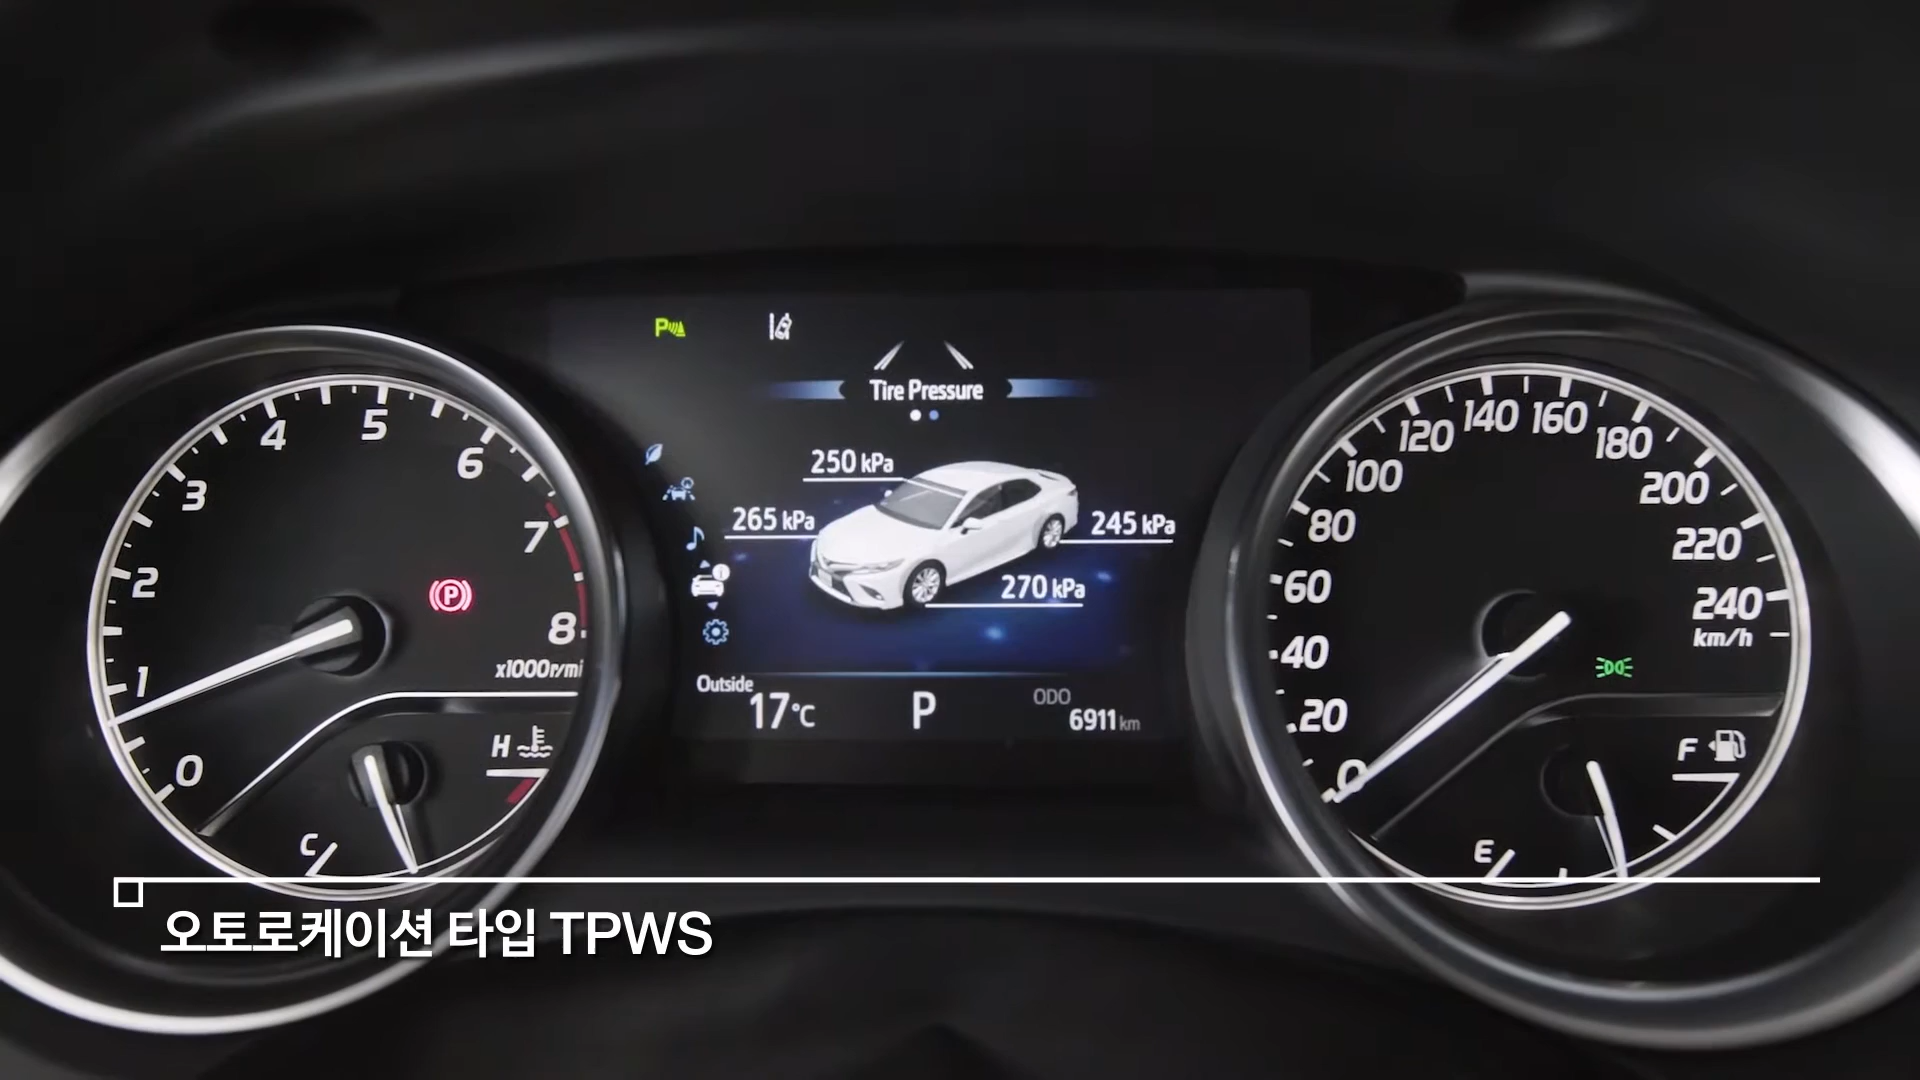 Tire Pressure
250 kPa
265 kPa
245 kPa
270 kPa
Outside
17°C
P
ODO
6911 km
0
1
2
3
4
5
6
7
8
x1000r/mi
P
H
C
0
20
40
60
80
100
120
140
160
180
200
220
240
km/h
F
E
오토로케이션 타입 TPWS